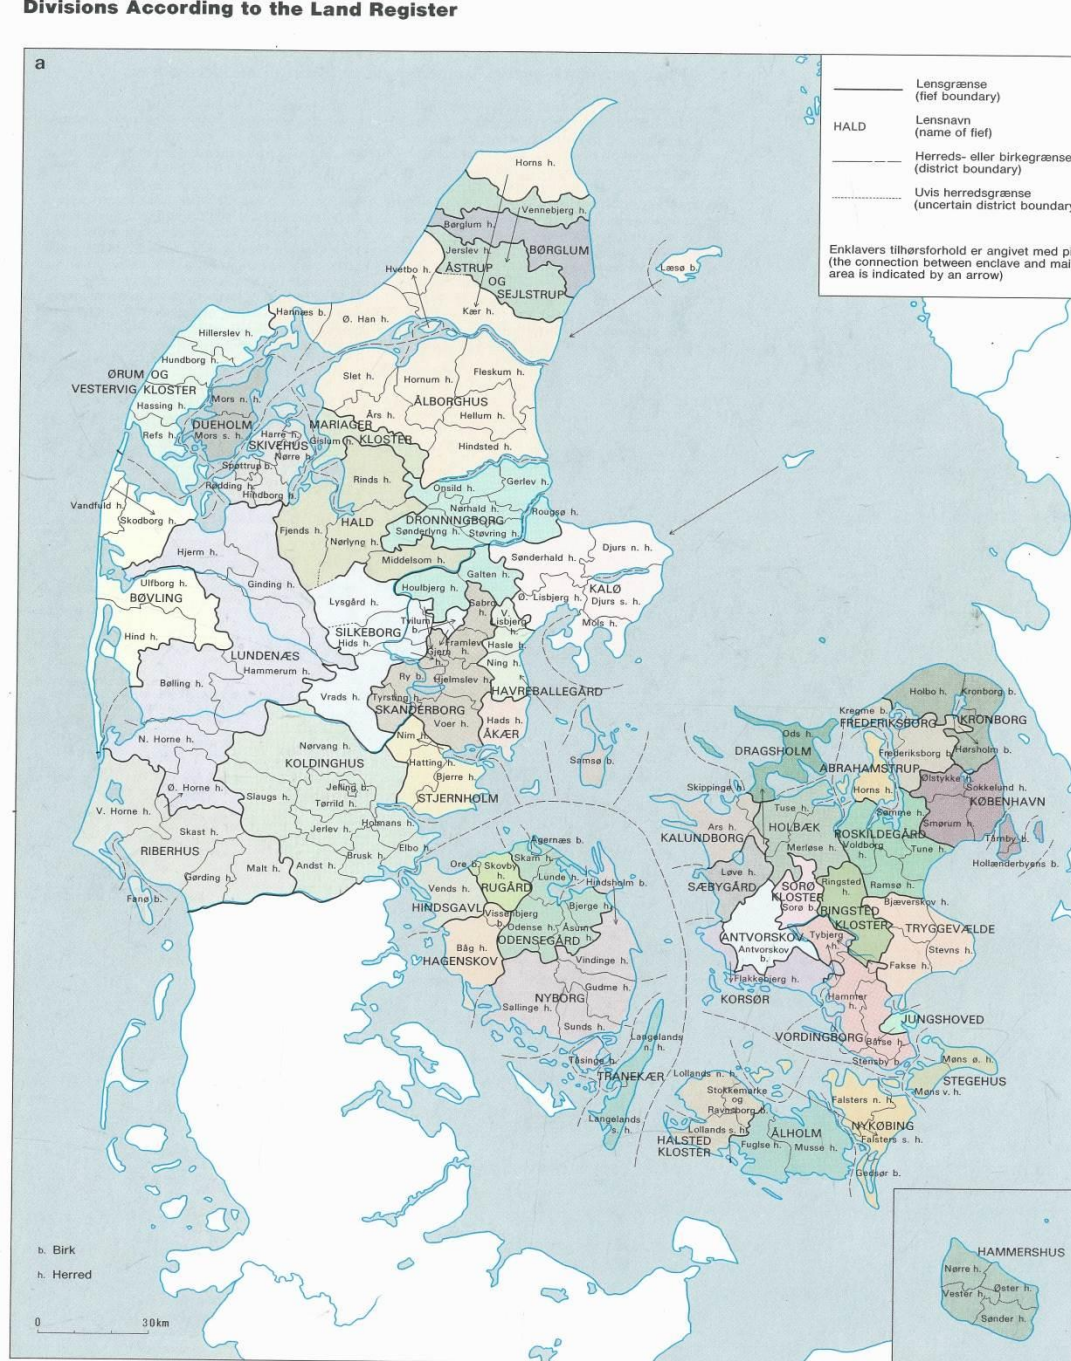 Divisions According to the Land Register
a
Lensgrænse
(fief boundary)
HALD
Lensnavn
(name of fief)
Herreds- eller birkegrænse
(district boundary)
Uvis herredsgrænse
(uncertain district boundary
Enklavers tilhørsforhold er angivet med pi
(the connection between enclave and mai
area is indicated by an arrow)
Horns h.
Vennebjerg h.
Børglum h.
BØRGLUM
Jerslev h.
ÅSTRUP
OG
SEJLSTRUP
Hvetbo h.
Læsø b.
Kær h.
Hannæs b.
Ø. Han h.
Hillerslev h.
Hundborg h.
ØRUM OG
VESTERVIG KLOSTER
Hassing h.
Refs h.
Mors n. h.
DUEHOLM
Mors s. h.
Harre h.
SKIVEHUS
Nørre b.
Spøttrup b.
Rødding h.
Hindborg h.
Slet h.
Hornum h.
Fleskum h.
ÅLBORGHUS
Års h.
Hellum h.
Hindsted h.
MARIAGER
KLOSTER
Gislum h.
Rinds h.
HALD
Fjends h.
Nørlyng h.
Middelsom h.
Onsild h.
Gerlev h.
Nørhald h.
DRONNINGBORG
Sønderlyng h.
Støvring h.
Rougsø h.
Vandfuld h.
Skodborg h.
Hjerm h.
Ginding h.
Ulfborg h.
BØVLING
Hind h.
LUNDENÆS
Hammerum h.
Bølling h.
Lysgård h.
SILKEBORG
Hids h.
Vrads h.
Houlbjerg h.
Galten h.
Sabro
h.
Tvilum
b.
V.
Lisbjerg
h.
Framlev
h.
Gjern
h.
Hasle h.
Ning h.
HAVREBALLEGÅRD
Ry b.
Hjelmslev h.
Tyrsting h.
SKANDERBORG
Voer h.
Hads h.
ÅKÆR
Sønderhald h.
Djurs n. h.
KALØ
Ø. Lisbjerg h.
Djurs s. h.
Mols h.
Samsø b.
Nim h.
Hatting h.
Bjerre h.
STJERNHOLM
N. Horne h.
Ø. Horne h.
V. Horne h.
Skast h.
RIBERHUS
Gørding h.
Malt h.
Fanø b.
Nørvang h.
KOLDINGHUS
Slaugs h.
Jelling b.
Tørrild h.
Jerlev h.
Holmans h.
Brusk h.
Elbo h.
Andst h.
Agernæs b.
Ore b.
Skovby
h.
RUGÅRD
Skam h.
Lunde h.
Hindsholm b.
Vends h.
HINDSGAVL
Vissenbjerg
b.
Bjerge h.
Odense h.
Åsum h.
ODENSEGÅRD
Båg h.
HAGENSKOV
Vindinge h.
Gudme h.
NYBORG
Sallinge h.
Sunds h.
Tåsinge b.
Langelands
n. h.
TRANEKÆR
Langelands
s. h.
Holbo h.
Kronborg b.
Kregme b.
FREDERIKSBORG
KRONBORG
Frederiksborg b.
Hørsholm b.
Ods h.
DRAGSHOLM
ABRAHAMSTRUP
Horns h.
Ølstykke h.
Sokkelund h.
KØBENHAVN
Smørum h.
Tårnby b.
Hollænderbyens b.
Skippinge h.
Ars h.
KALUNDBORG
Tuse h.
HOLBÆK
Merløse h.
Sømme h.
ROSKILDEGÅRD
Voldborg
h.
Tune h.
Ramsø h.
Løve h.
SÆBYGÅRD
SORØ
KLOSTER
Sorø b.
Ringsted
h.
RINGSTED
KLOSTER
Bjæverskov h.
TRYGGEVÆLDE
Stevns h.
Fakse h.
ANTVORSKOV
Antvorskov
b.
Tybjerg
h.
Flakkebjerg h.
KORSØR
Hammer
h.
VORDINGBORG
Bårse h.
JUNGSHOVED
Stensby b.
Møns ø. h.
STEGEHUS
Møns v. h.
Lollands n. h.
Stokkemarke
og
Ravnsborg b.
Lollands s. h.
HALSTED
KLOSTER
ÅLHOLM
Fuglse h.
Musse h.
Falsters n. h.
NYKØBING
Falsters s. h.
Gedsør b.
HAMMERSHUS
Nørre h.
Øster h.
Vester h.
Sønder h.
b. Birk
h. Herred
0 30km